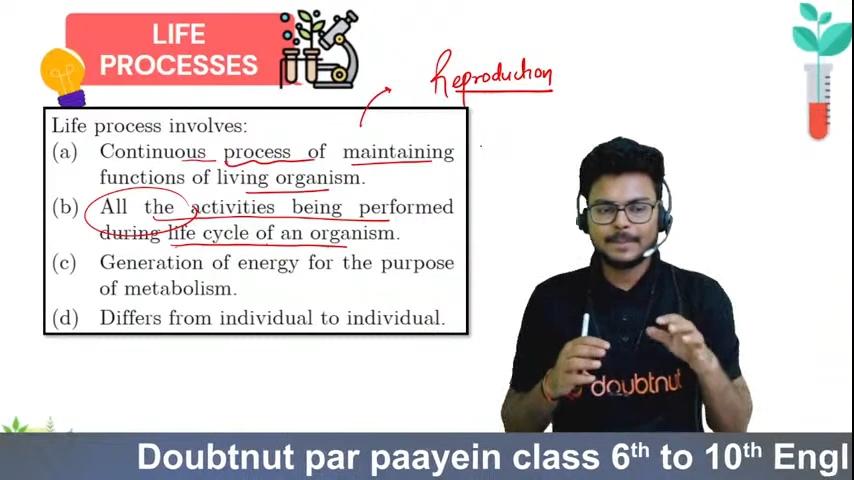 LIFE
PROCESSES
Reproduction
Life process involves:
(a) Continuous process of maintaining
functions of living organism.
(b) All the activities being performed
during life cycle of an organism.
(c) Generation of energy for the purpose
of metabolism.
(d) Differs from individual to individual.
doubtnut
Doubtnut par paayein class 6th to 10th Engl